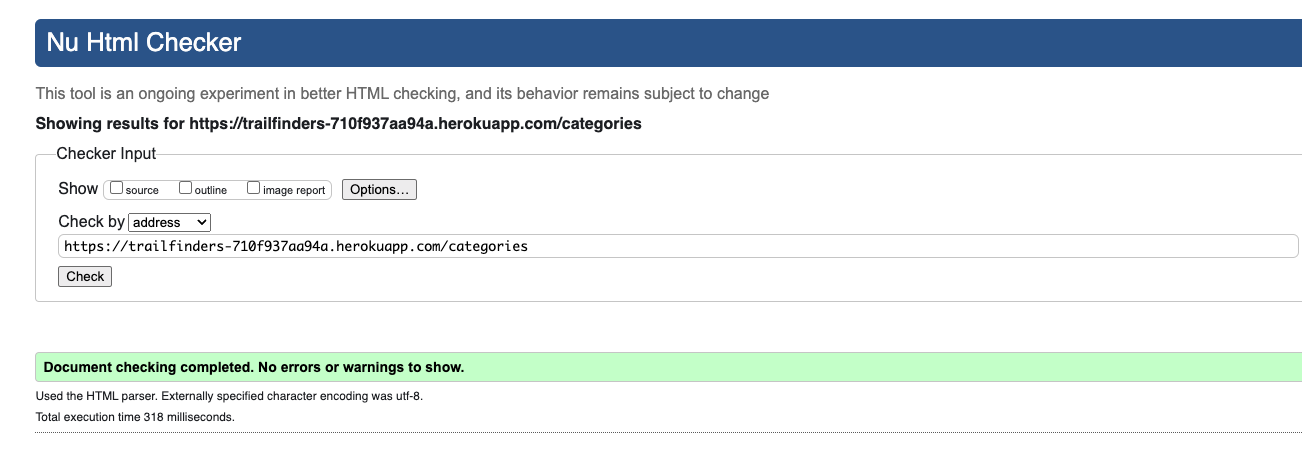 Nu Html Checker
This tool is an ongoing experiment in better HTML checking, and its behavior remains subject to change
Showing results for https://trailfinders-710f937aa94a.herokuapp.com/categories
Checker Input
Show source outline image report Options...
Check by address
https://trailfinders-710f937aa94a.herokuapp.com/categories
Check
Document checking completed. No errors or warnings to show.
Used the HTML parser. Externally specified character encoding was utf-8.
Total execution time 318 milliseconds.